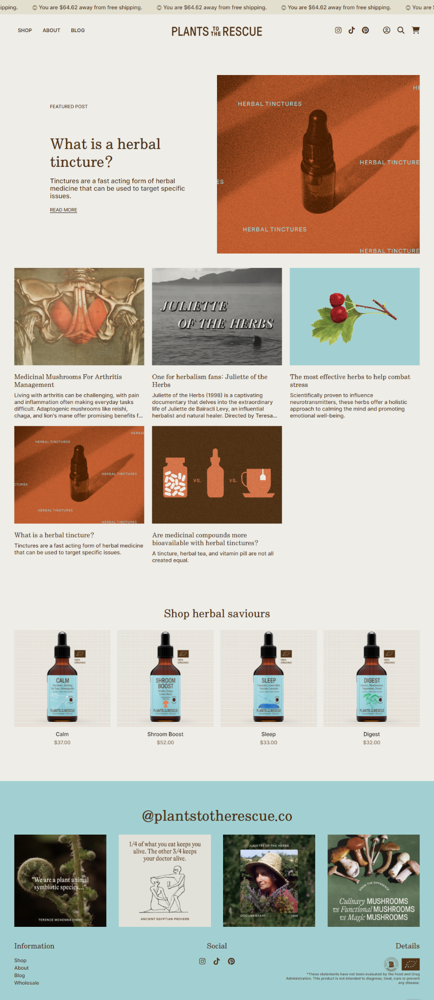 ipping.
You are $64.62 away from free shipping.
You are $64.62 away from free shipping.
You are $64.62 away from free shipping.
You are
SHOP
ABOUT
BLOG
PLANTS TO THE RESCUE
FEATURED POST
What is a herbal
tincture?
Tinctures are a fast acting form of herbal
medicine that can be used to target specific
issues.
READ MORE
HE
HERBAL TINCTURES
HERBAL TINCTURE
ES
HERBAL TINCTURES
HERBAL TINCTURE
JULIETTE
OF THE HERBS
Medicinal Mushrooms For Arthritis
Management
Living with arthritis can be challenging, with pain
and inflammation often making everyday tasks
difficult. Adaptogenic mushrooms like reishi,
chaga, and lion's mane offer promising benefits f...
One for herbalism fans: Juliette of the
Herbs
Juliette of the Herbs (1998) is a captivating
documentary that delves into the extraordinary
life of Juliette de Baïracli Levy, an influential
herbalist and natural healer. Directed by Teresa...
The most effective herbs to help combat
stress
Scientifically proven to influence
neurotransmitters, these herbs offer a holistic
approach to calming the mind and promoting
emotional well-being.
HERBAL
HERBAL TINCTURES
HERBAL TINCTURES
CTURES
HERBAL TINCTURES
HERBAL TINCTURES
VS.
VS.
What is a herbal tincture?
Tinctures are a fast acting form of herbal medicine
that can be used to target specific issues.
Are medicinal compounds more
bioavailable with herbal tinctures?
A tincture, herbal tea, and vitamin pill are not all
created equal.
Shop herbal saviours
100%
ORGANIC
CALM
PLANTS TO THE RESCUE
100%
ORGANIC
SHROOM
BOOST
Reishi, Chaga,
Lion's Mane
PLANTS TO THE RESCUE
100%
ORGANIC
SLEEP
PLANTS TO THE RESCUE
100%
ORGANIC
DIGEST
PLANTS TO THE RESCUE
Calm
$37.00
Shroom Boost
$52.00
Sleep
$33.00
Digest
$32.00
@plantstotherescue.co
"We are a plant animal
symbiotic species..."
TERENCE MCKENNA (1998)
1/4 of what you eat keeps you
alive. The other 3/4 keeps
your doctor alive.
ANCIENT EGYPTIAN PROVERB
JULIETTE OF THE HERBS
DOCUMENTARY
1998
KNOW THE DIFFERENCE
Culinary MUSHROOMS
vs Functional MUSHROOMS
vs Magic MUSHROOMS
Information
Shop
About
Blog
Wholesale
Social
Details
B
ORGANIC
*These statements have not been evaluated by the Food and Drug
Administration. This product is not intended to diagnose, treat, cure or prevent
any disease.